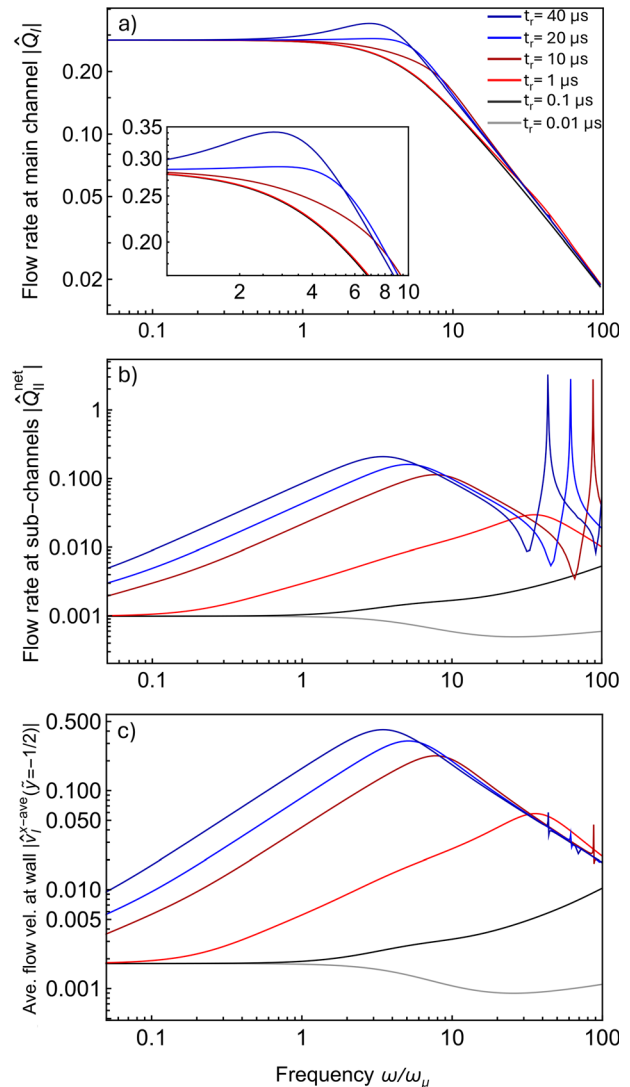 a)
Flow rate at main channel |Q̂_I|
0.20
0.10
0.05
0.02
t_r= 40 μs
t_r= 20 μs
t_r= 10 μs
t_r= 1 μs
t_r= 0.1 μs
t_r= 0.01 μs
0.35
0.30
0.25
0.20
2 4 6 8 10
0.1 1 10 100
b)
Flow rate at sub-channels |Q̂_II^net|
1
0.100
0.010
0.001
0.1 1 10 100
c)
Ave. flow vel. at wall |v̂_I^x-ave(ỹ=-1/2)|
0.500
0.100
0.050
0.010
0.005
0.001
0.1 1 10 100
Frequency ω/ω_μ